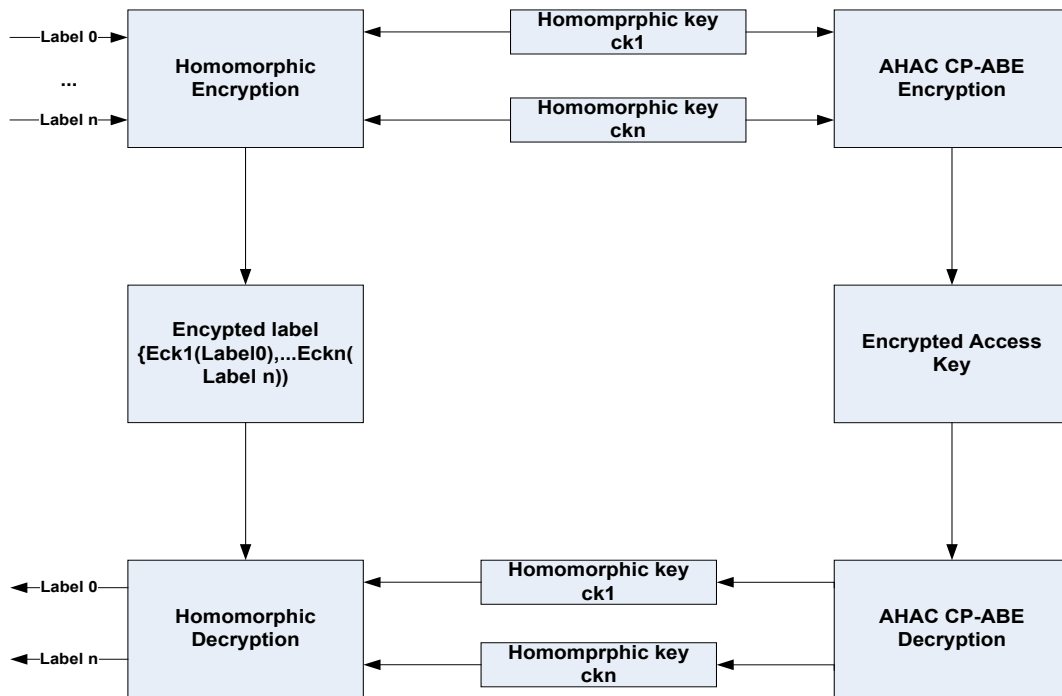 Label 0
...
Label n
Homomorphic
Encryption
Homomprphic key
ck1
Homomprphic key
ckn
AHAC CP-ABE
Encryption
Encypted label
{Eck1(Label0),...Eckn(
Label n))
Encrypted Access
Key
Label 0
Label n
Homomorphic
Decryption
Homomorphic key
ck1
Homomprphic key
ckn
AHAC CP-ABE
Decryption